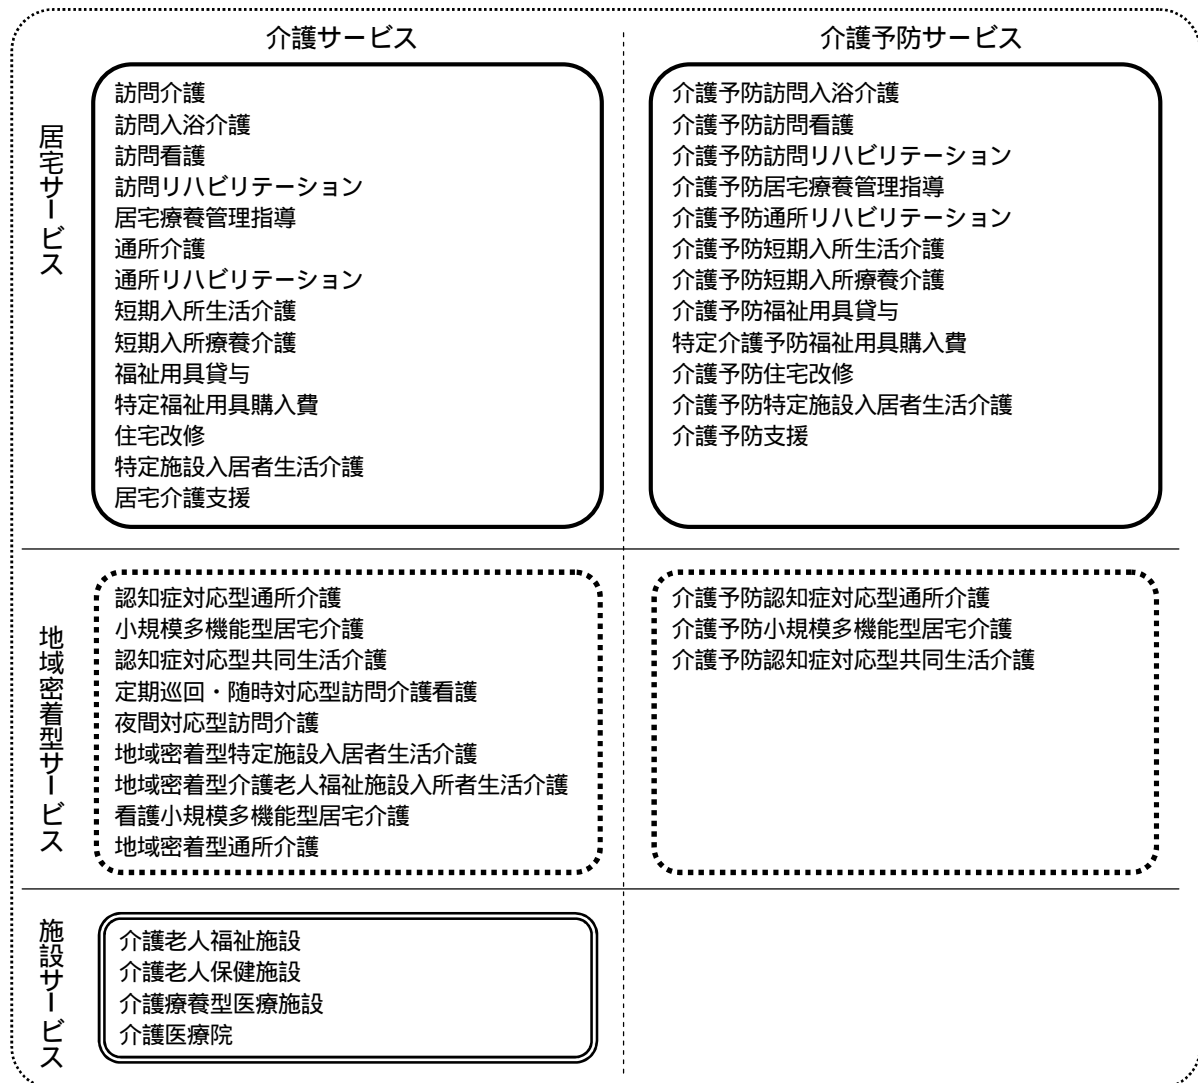 介護サービス
介護予防サービス
居宅サービス
訪問介護
訪問入浴介護
訪問看護
訪問リハビリテーション
居宅療養管理指導
通所介護
通所リハビリテーション
短期入所生活介護
短期入所療養介護
福祉用具貸与
特定福祉用具購入費
住宅改修
特定施設入居者生活介護
居宅介護支援
介護予防訪問入浴介護
介護予防訪問看護
介護予防訪問リハビリテーション
介護予防居宅療養管理指導
介護予防通所リハビリテーション
介護予防短期入所生活介護
介護予防短期入所療養介護
介護予防福祉用具貸与
特定介護予防福祉用具購入費
介護予防住宅改修
介護予防特定施設入居者生活介護
介護予防支援
地域密着型サービス
認知症対応型通所介護
小規模多機能型居宅介護
認知症対応型共同生活介護
定期巡回・随時対応型訪問介護看護
夜間対応型訪問介護
地域密着型特定施設入居者生活介護
地域密着型介護老人福祉施設入所者生活介護
看護小規模多機能型居宅介護
地域密着型通所介護
介護予防認知症対応型通所介護
介護予防小規模多機能型居宅介護
介護予防認知症対応型共同生活介護
施設サービス
介護老人福祉施設
介護老人保健施設
介護療養型医療施設
介護医療院